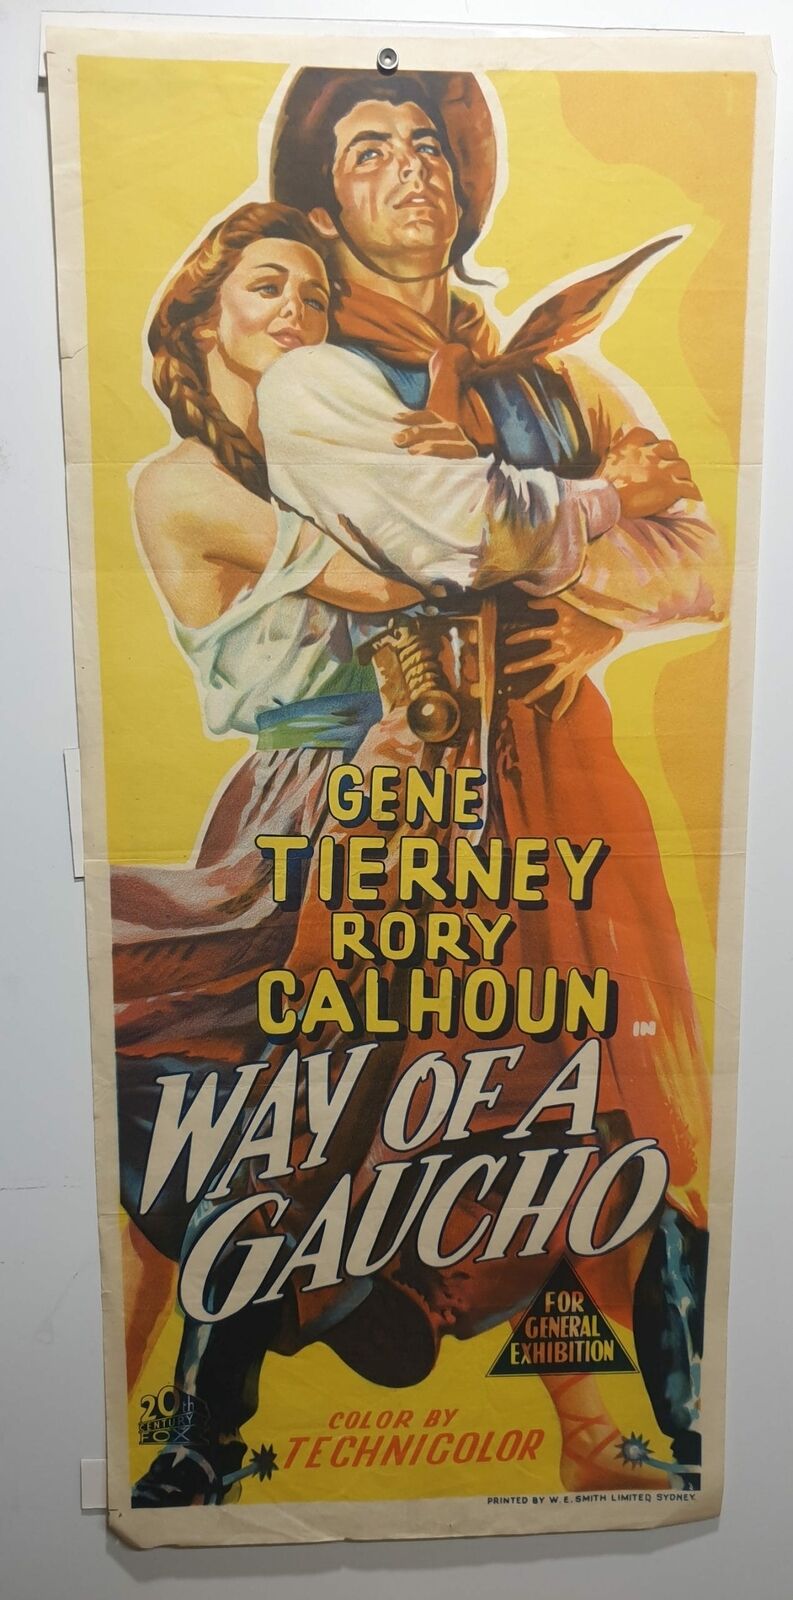 GENE
TIERNEY
RORY
CALHOUN IN
WAY OF A
GAUCHO
FOR
GENERAL
EXHIBITION
20th
CENTURY
FOX
COLOR BY
TECHNICOLOR
PRINTED BY W. E. SMITH LIMITED, SYDNEY.